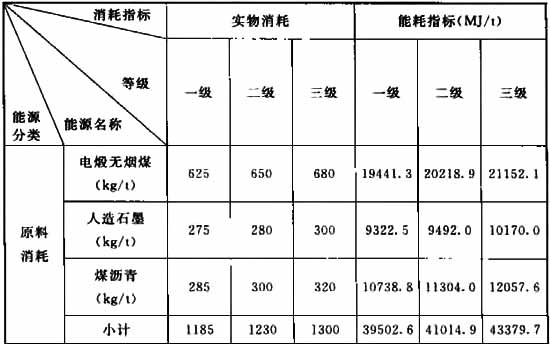 消耗指标
实物消耗
能耗指标(MJ/t)
等级
一级 二级 三级 一级 二级 三级
能源
分类
能源名称
原料
消耗
电煅无烟煤
(kg/t)
625 650 680 19441.3 20218.9 21152.1
人造石墨
(kg/t)
275 280 300 9322.5 9492.0 10170.0
煤沥青
(kg/t)
285 300 320 10738.8 11304.0 12057.6
小计 1185 1230 1300 39502.6 41014.9 43379.7